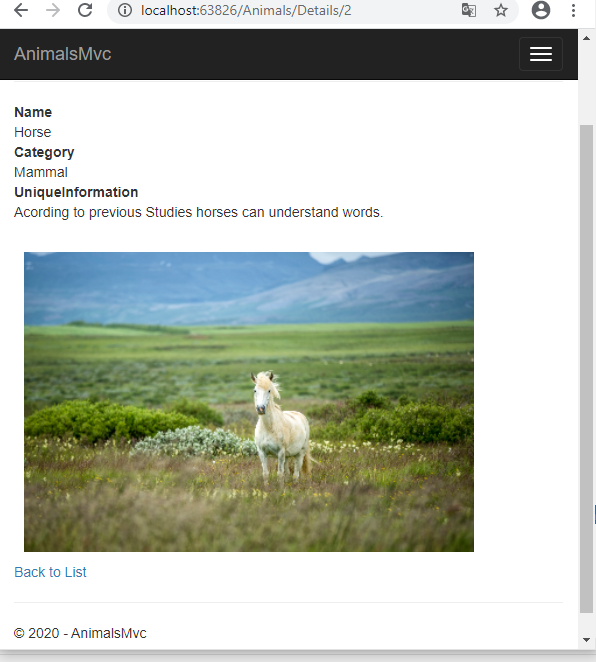 localhost:63826/Animals/Details/2
AnimalsMvc
Name
Horse
Category
Mammal
UniqueInformation
Acording to previous Studies horses can understand words.
Back to List
© 2020 - AnimalsMvc